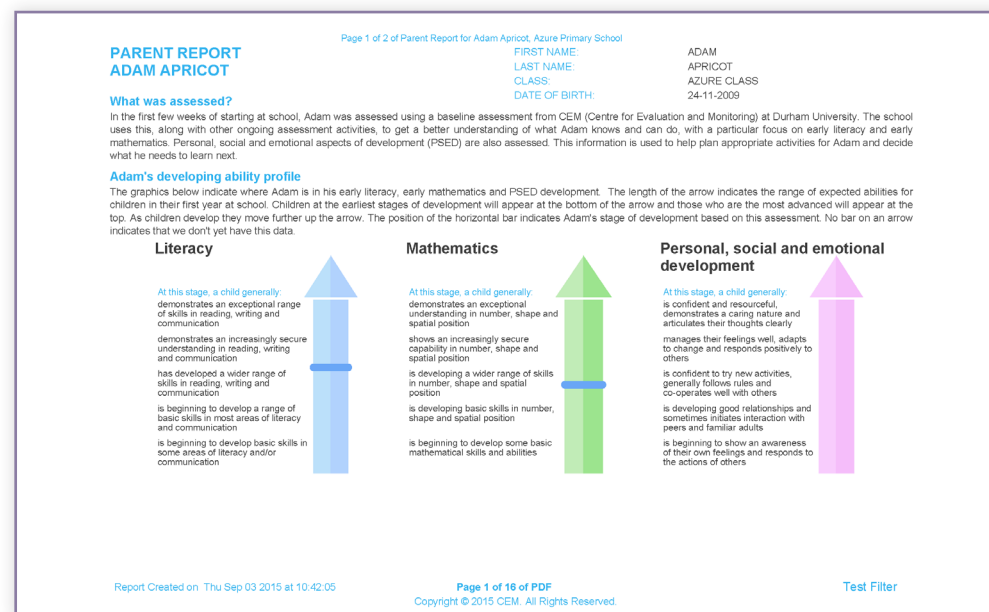 Page 1 of 2 of Parent Report for Adam Apricot, Azure Primary School
PARENT REPORT
ADAM APRICOT
FIRST NAME: ADAM
LAST NAME: APRICOT
CLASS: AZURE CLASS
DATE OF BIRTH: 24-11-2009
What was assessed?
In the first few weeks of starting at school, Adam was assessed using a baseline assessment from CEM (Centre for Evaluation and Monitoring) at Durham University. The school
uses this, along with other ongoing assessment activities, to get a better understanding of what Adam knows and can do, with a particular focus on early literacy and early
mathematics. Personal, social and emotional aspects of development (PSED) are also assessed. This information is used to help plan appropriate activities for Adam and decide
what he needs to learn next.
Adam's developing ability profile
The graphics below indicate where Adam is in his early literacy, early mathematics and PSED development. The length of the arrow indicates the range of expected abilities for
children in their first year at school. Children at the earliest stages of development will appear at the bottom of the arrow and those who are the most advanced will appear at the
top. As children develop they move further up the arrow. The position of the horizontal bar indicates Adam's stage of development based on this assessment. No bar on an arrow
indicates that we don't yet have this data.
Literacy
At this stage, a child generally:
demonstrates an exceptional range
of skills in reading, writing and
communication
demonstrates an increasingly secure
understanding in reading, writing
and communication
has developed a wider range of
skills in reading, writing and
communication
is beginning to develop a range of
basic skills in most areas of literacy
and communication
is beginning to develop basic skills in
some areas of literacy and/or
communication
Mathematics
At this stage, a child generally:
demonstrates an exceptional
understanding in number, shape and
spatial position
shows an increasingly secure
capability in number, shape and
spatial position
is developing a wider range of skills
in number, shape and spatial
position
is developing basic skills in number,
shape and spatial position
is beginning to develop some basic
mathematical skills and abilities
Personal, social and emotional
development
At this stage, a child generally:
is confident and resourceful,
demonstrates a caring nature and
articulates their thoughts clearly
manages their feelings well, adapts
to change and responds positively to
others
is confident to try new activities,
generally follows rules and
co-operates well with others
is developing good relationships and
sometimes initiates interaction with
peers and familiar adults
is beginning to show an awareness
of their own feelings and responds to
the actions of others
Report Created on Thu Sep 03 2015 at 10:42:05
Page 1 of 16 of PDF
Copyright © 2015 CEM. All Rights Reserved.
Test Filter